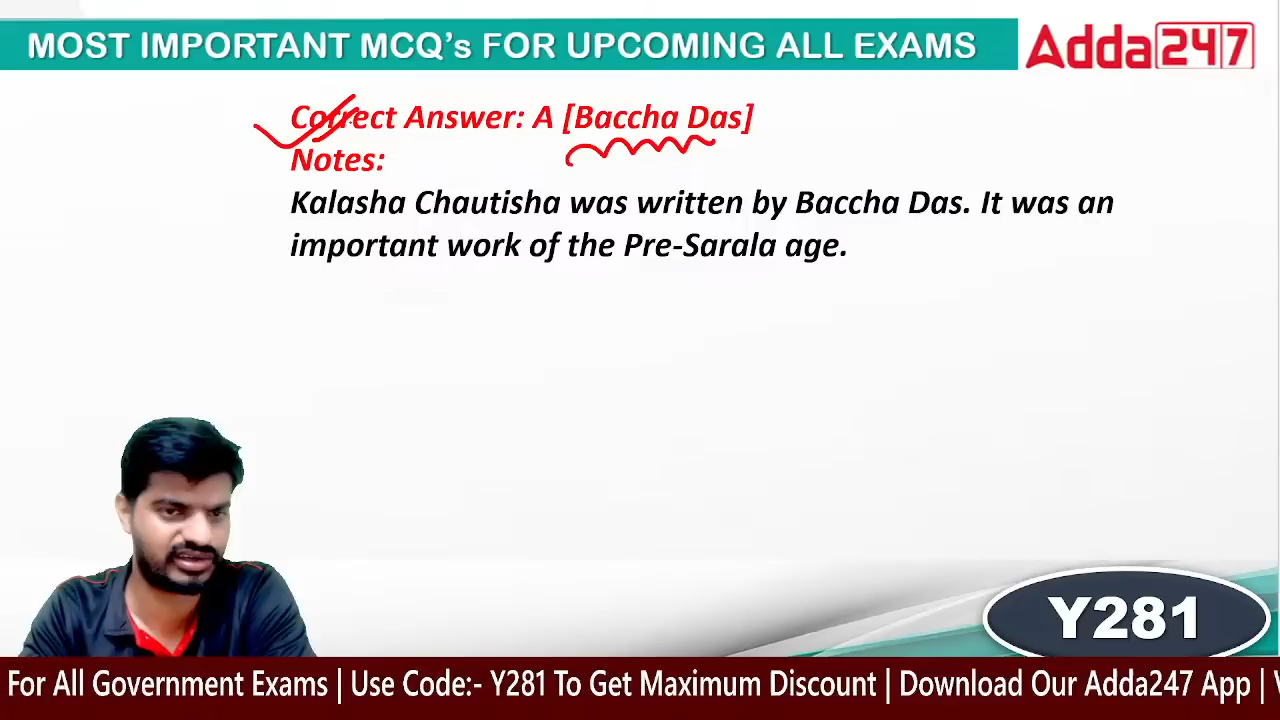 MOST IMPORTANT MCQ's FOR UPCOMING ALL EXAMS
Adda247
Correct Answer: A [Baccha Das]
Notes:
Kalasha Chautisha was written by Baccha Das. It was an
important work of the Pre-Sarala age.
Y281
For All Government Exams | Use Code:- Y281 To Get Maximum Discount | Download Our Adda247 App |